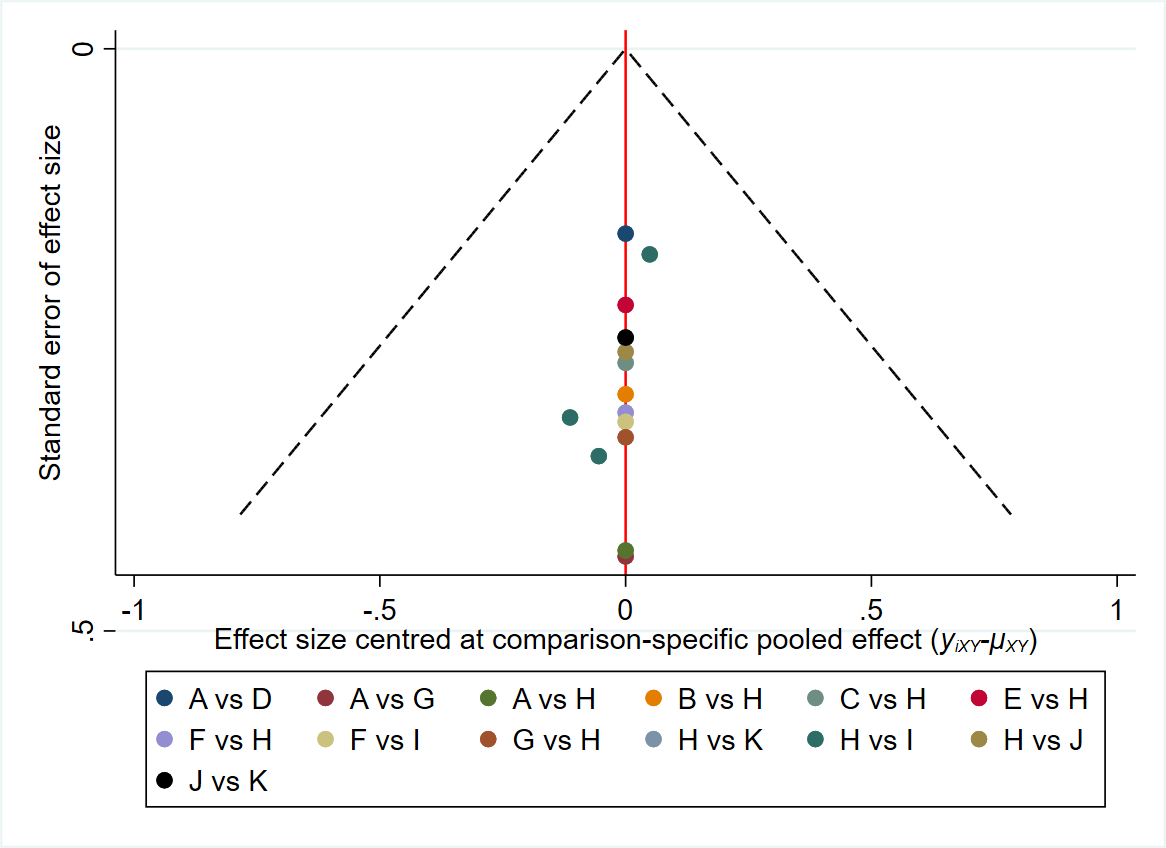 0
Standard error of effect size
.5
-1 -.5 0 .5 1
Effect size centred at comparison-specific pooled effect (yiXY-μXY)
A vs D A vs G A vs H B vs H C vs H E vs H
F vs H F vs I G vs H H vs K H vs I H vs J
J vs K